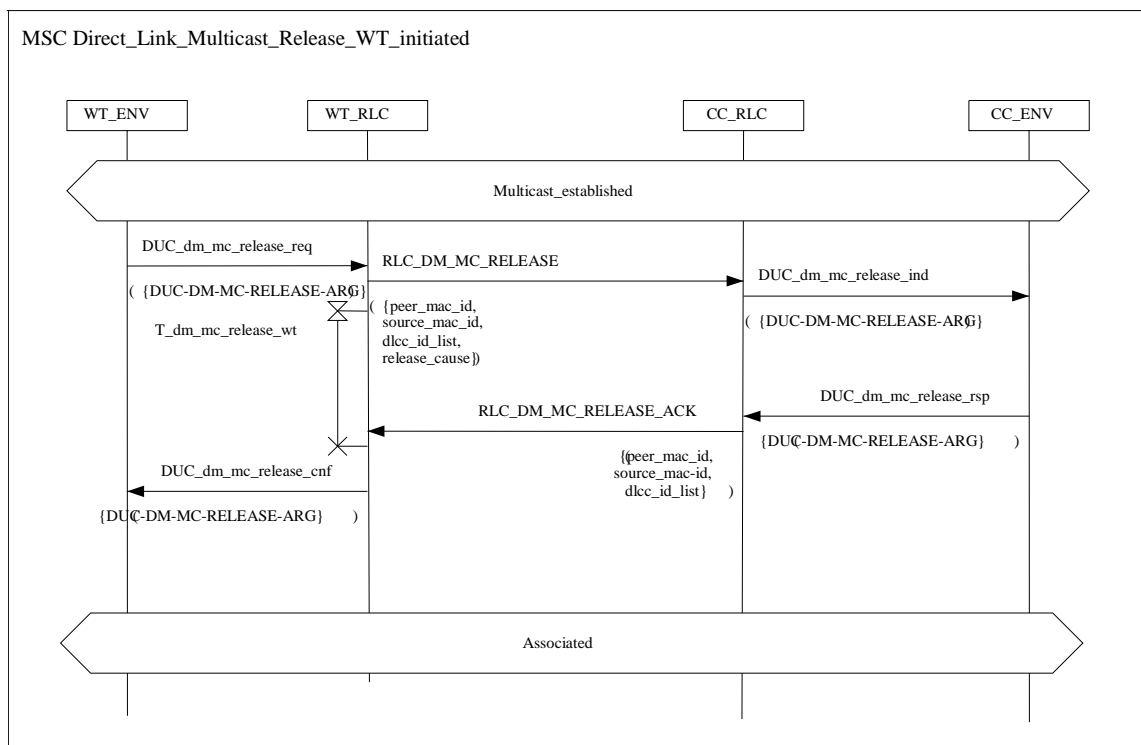 MSC Direct_Link_Multicast_Release_WT_initiated
WT_ENV
WT_RLC
CC_RLC
CC_ENV
Multicast_established
DUC_dm_mc_release_req
( {DUC-DM-MC-RELEASE-ARG})
RLC_DM_MC_RELEASE
( {peer_mac_id,
source_mac_id,
dlcc_id_list,
release_cause})
DUC_dm_mc_release_ind
( {DUC-DM-MC-RELEASE-ARG})
T_dm_mc_release_wt
DUC_dm_mc_release_rsp
({DUC-DM-MC-RELEASE-ARG} )
RLC_DM_MC_RELEASE_ACK
({peer_mac_id,
source_mac-id,
dlcc_id_list} )
DUC_dm_mc_release_cnf
({DUC-DM-MC-RELEASE-ARG} )
Associated